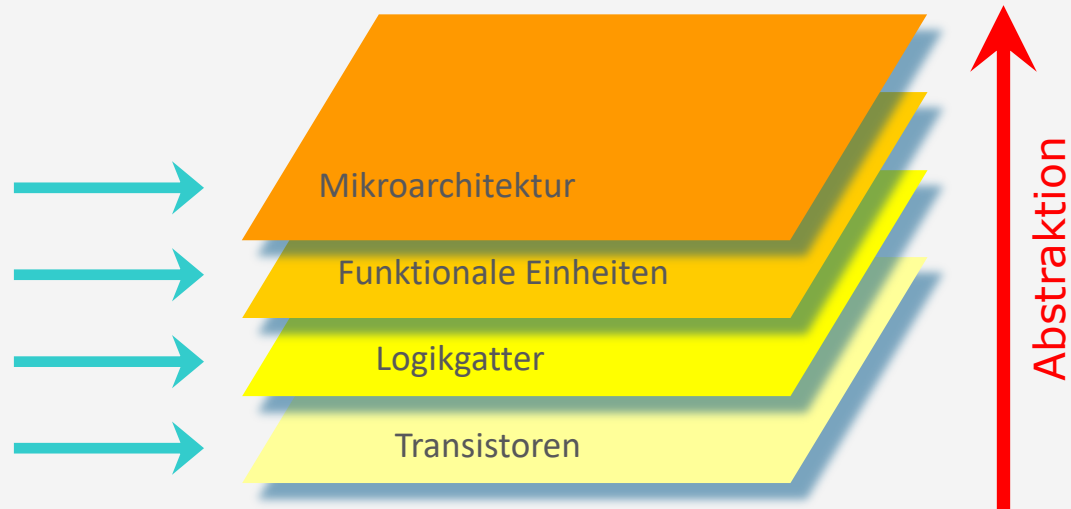 Mikroarchitektur
Funktionale Einheiten
Logikgatter
Transistoren
Abstraktion